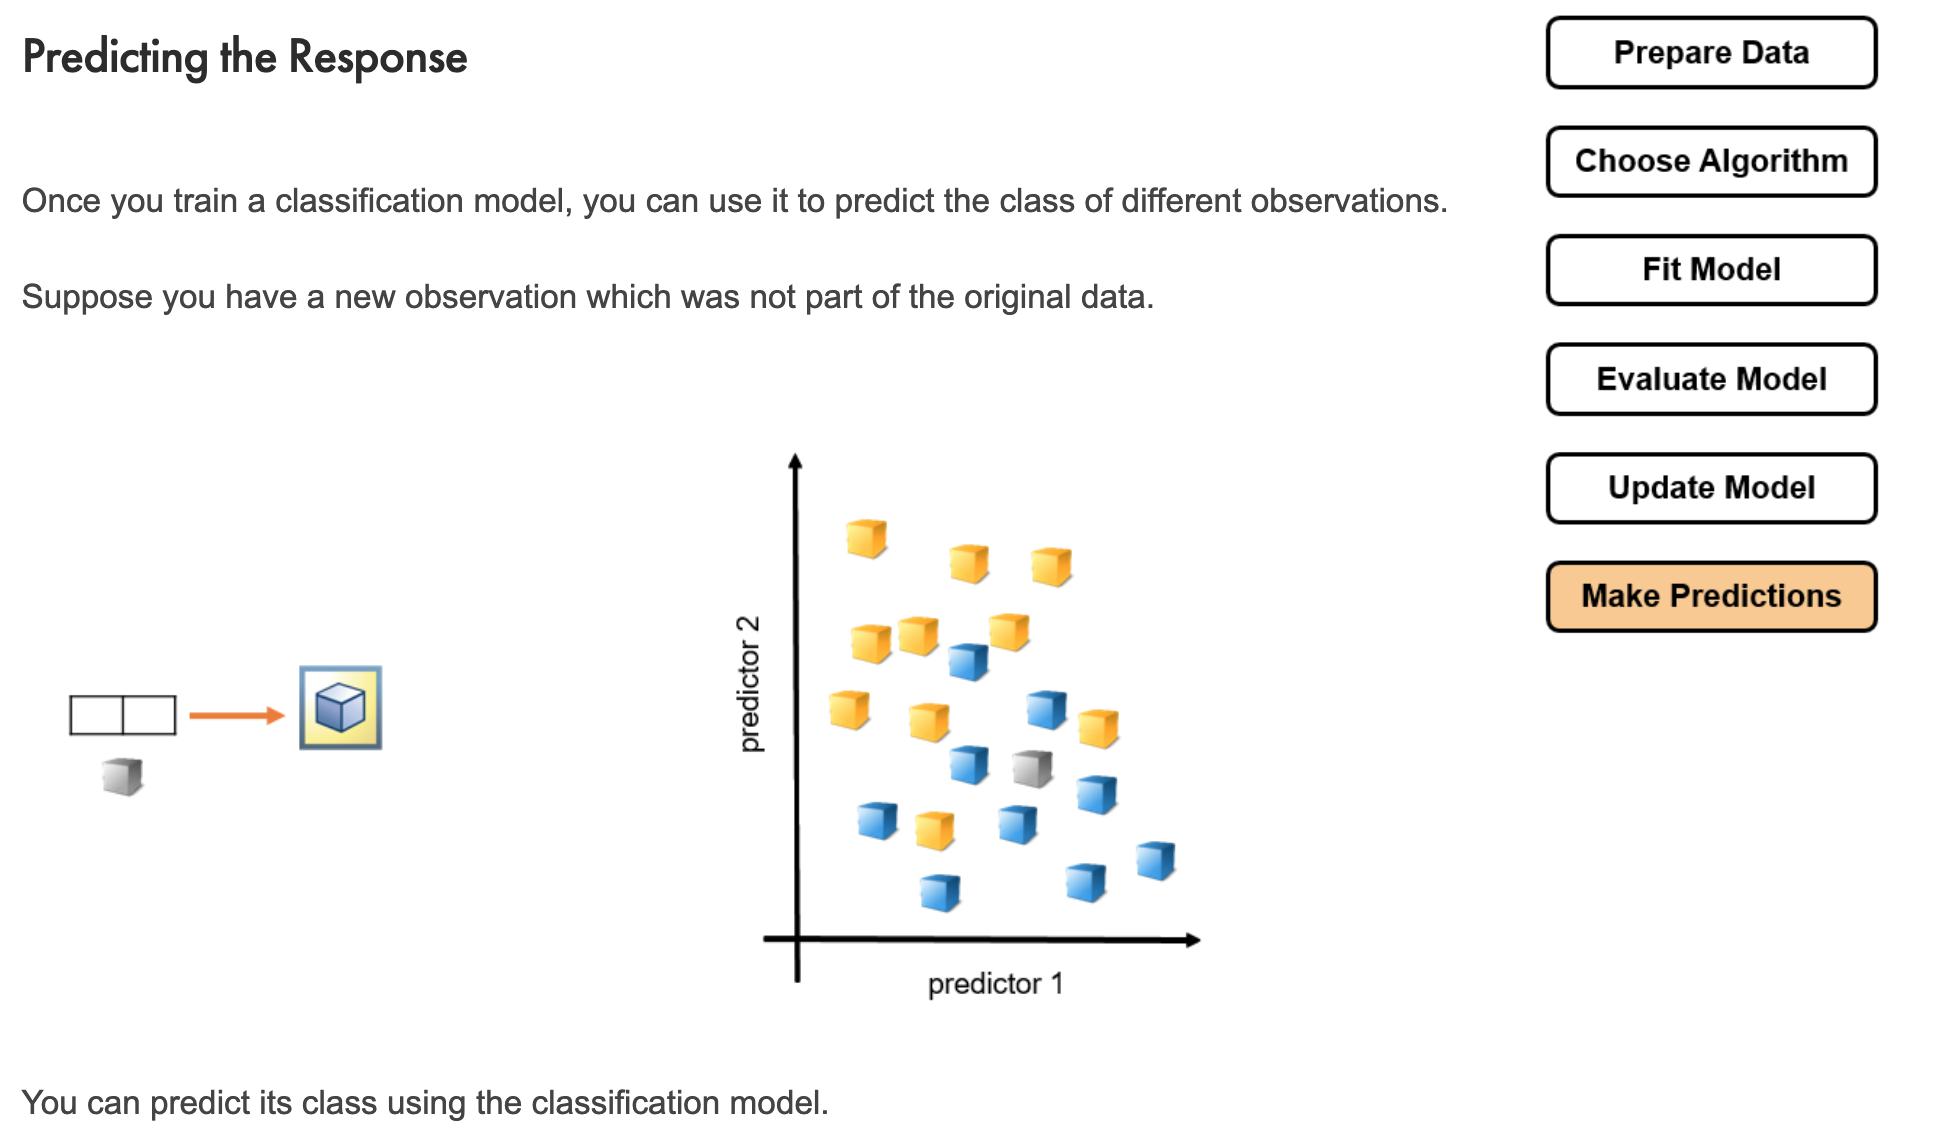 Predicting the Response
Once you train a classification model, you can use it to predict the class of different observations.
Suppose you have a new observation which was not part of the original data.
predictor 2
predictor 1
You can predict its class using the classification model.
Prepare Data
Choose Algorithm
Fit Model
Evaluate Model
Update Model
Make Predictions